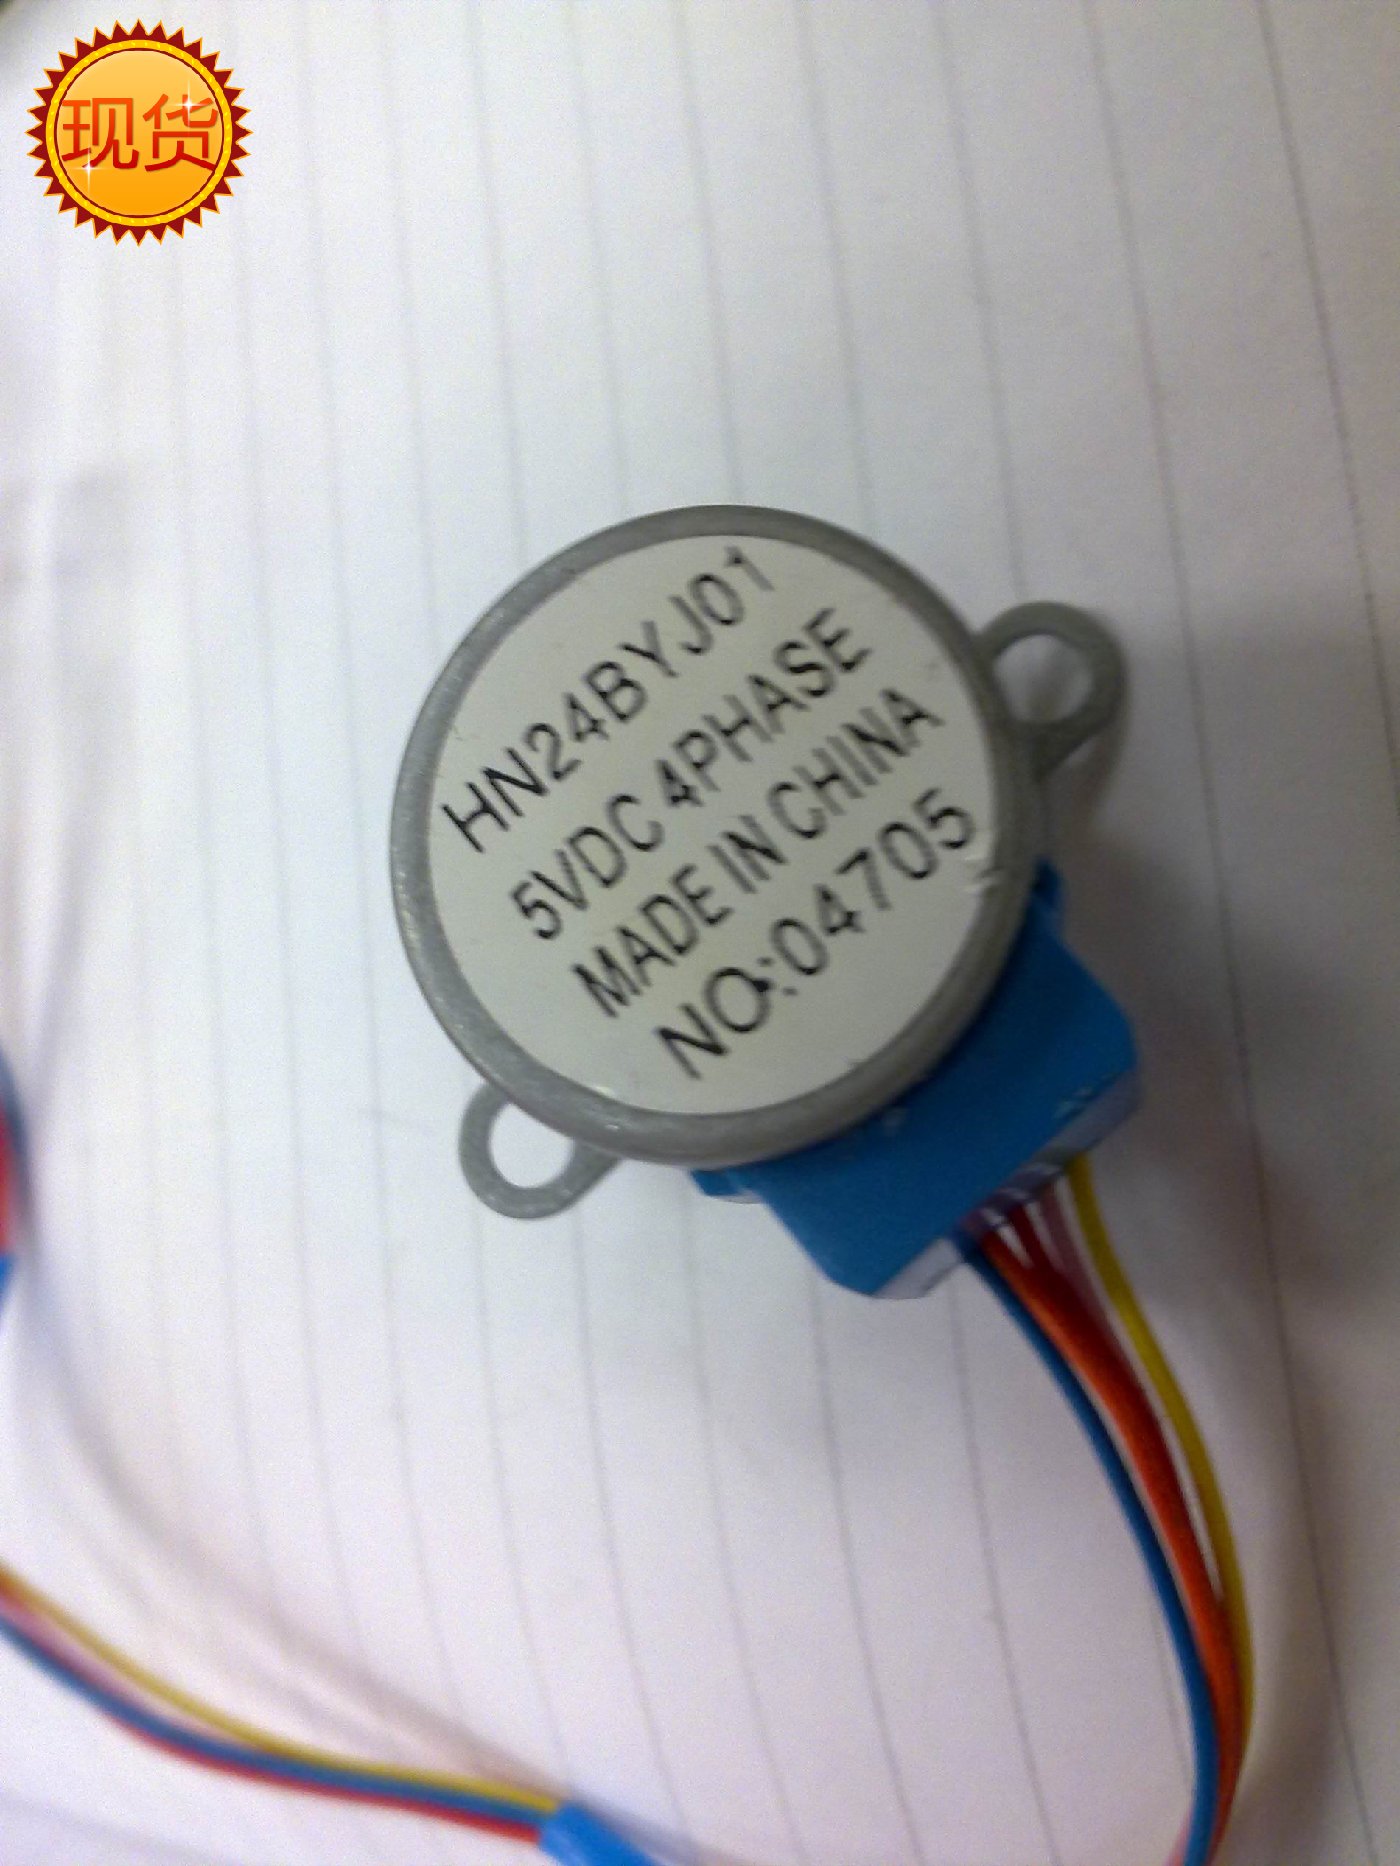 现货
HN24BYJ01
5VDC 4PHASE
MADE IN CHINA
NO:04705